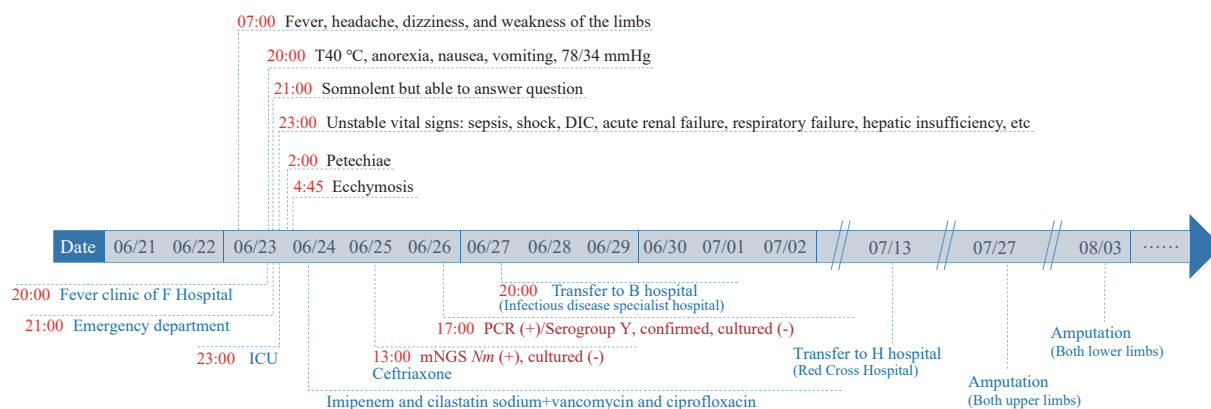 07:00 Fever, headache, dizziness, and weakness of the limbs
20:00 T40 ℃, anorexia, nausea, vomiting, 78/34 mmHg
21:00 Somnolent but able to answer question
23:00 Unstable vital signs: sepsis, shock, DIC, acute renal failure, respiratory failure, hepatic insufficiency, etc
2:00 Petechiae
4:45 Ecchymosis
Date 06/21 06/22 06/23 06/24 06/25 06/26 06/27 06/28 06/29 06/30 07/01 07/02 07/13 07/27 08/03 ······
20:00 Fever clinic of F Hospital
20:00 Transfer to B hospital
(Infectious disease specialist hospital)
21:00 Emergency department
17:00 PCR (+)/Serogroup Y, confirmed, cultured (-)
23:00 ICU
13:00 mNGS Nm (+), cultured (-)
Ceftriaxone
Transfer to H hospital
(Red Cross Hospital)
Amputation
(Both lower limbs)
Amputation
(Both upper limbs)
Imipenem and cilastatin sodium+vancomycin and ciprofloxacin